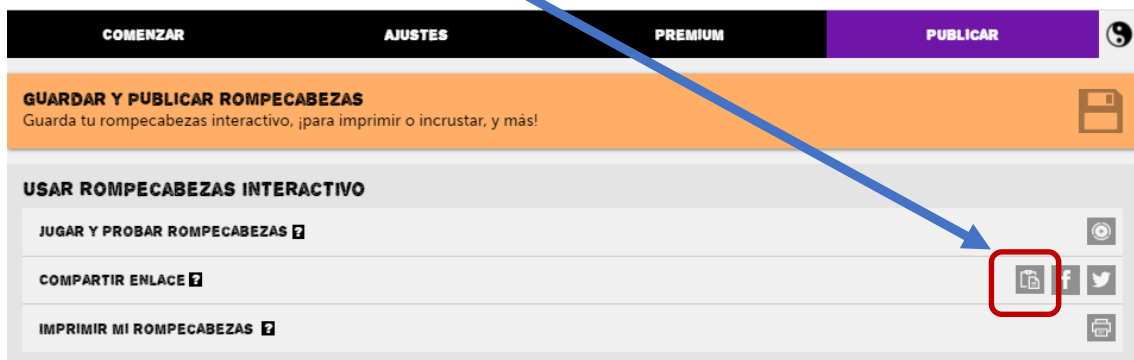 COMENZAR AJUSTES PREMIUM PUBLICAR
GUARDAR Y PUBLICAR ROMPECABEZAS
Guarda tu rompecabezas interactivo, ¡para imprimir o incrustar, y más!
USAR ROMPECABEZAS INTERACTIVO
JUGAR Y PROBAR ROMPECABEZAS ?
COMPARTIR ENLACE ?
IMPRIMIR MI ROMPECABEZAS ?